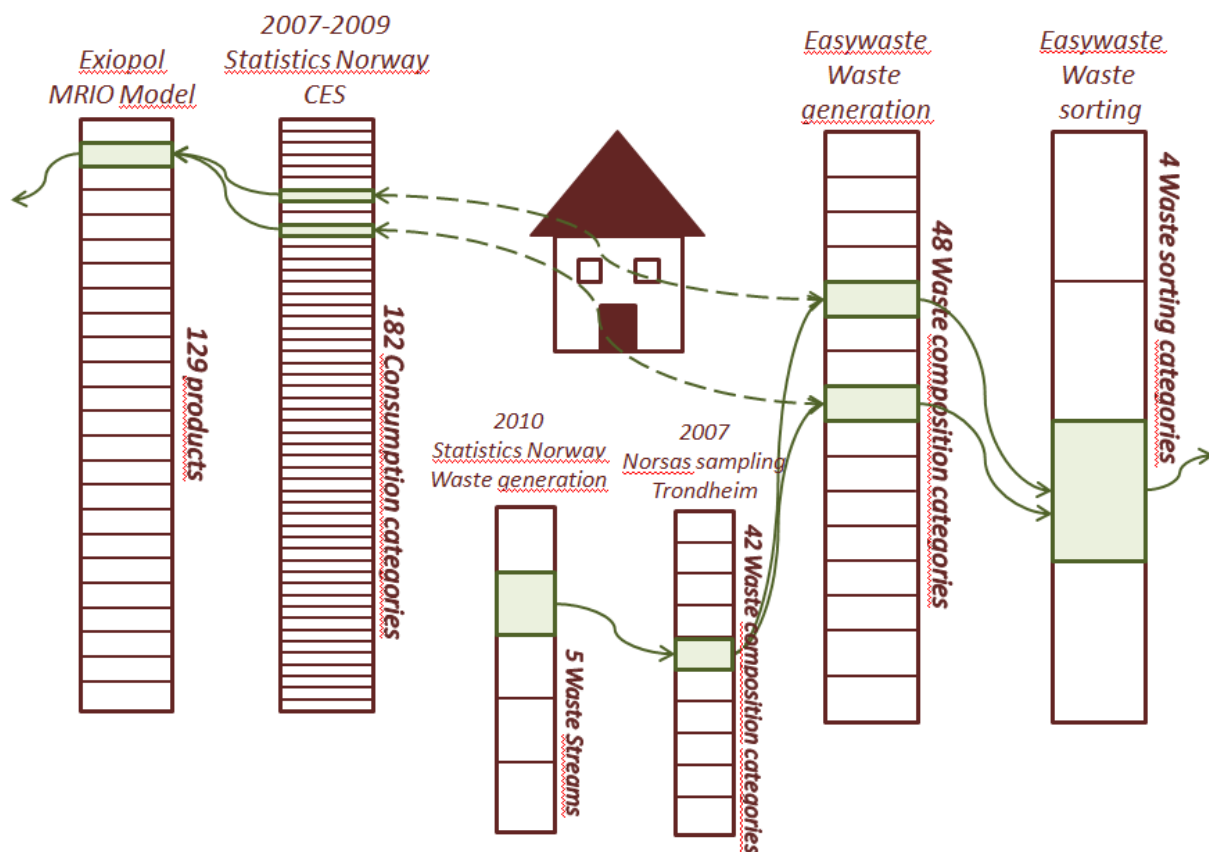 Exiopol
MRIO Model
2007-2009
Statistics Norway
CES
Easywaste
Waste
generation
Easywaste
Waste
sorting
129 products
182 Consumption categories
48 Waste composition categories
4 Waste sorting categories
2010
Statistics Norway
Waste generation
2007
Norsas sampling
Trondheim
5 Waste Streams
42 Waste composition categories